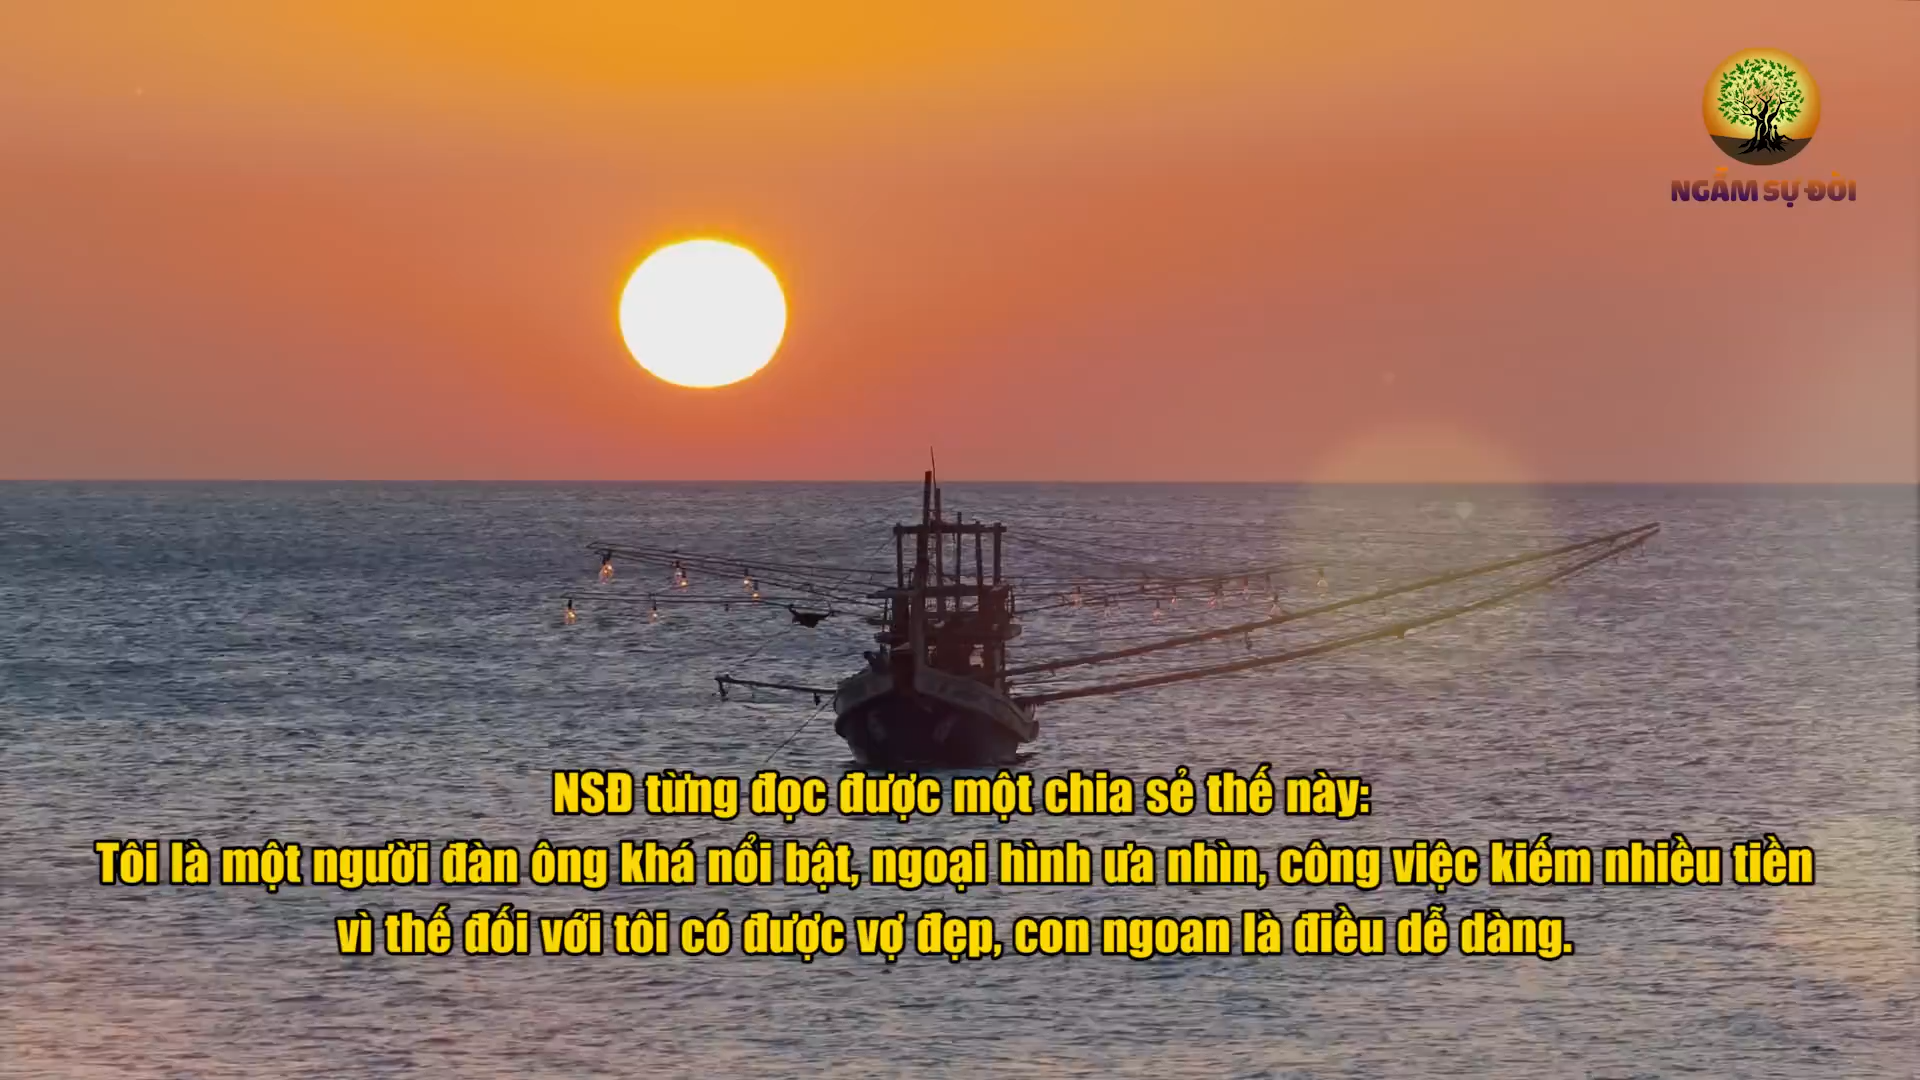 NGẪM SỰ ĐỜI
NSĐ từng đọc được một chia sẻ thế này:
Tôi là một người đàn ông khá nổi bật, ngoại hình ưa nhìn, công việc kiếm nhiều tiền
vì thế đối với tôi có được vợ đẹp, con ngoan là điều dễ dàng.